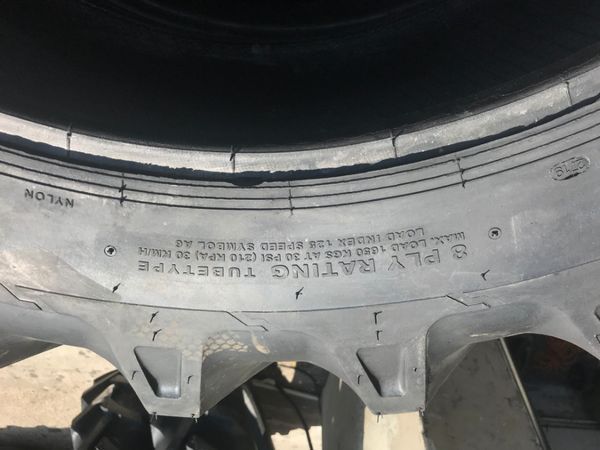 8 PLY RATING TUBETYPE
MAX. LOAD 1650 KGS AT 30 PSI (210 KPA) 30 KM/H
LOAD INDEX 125 SPEED SYMBOL A6
NYLON